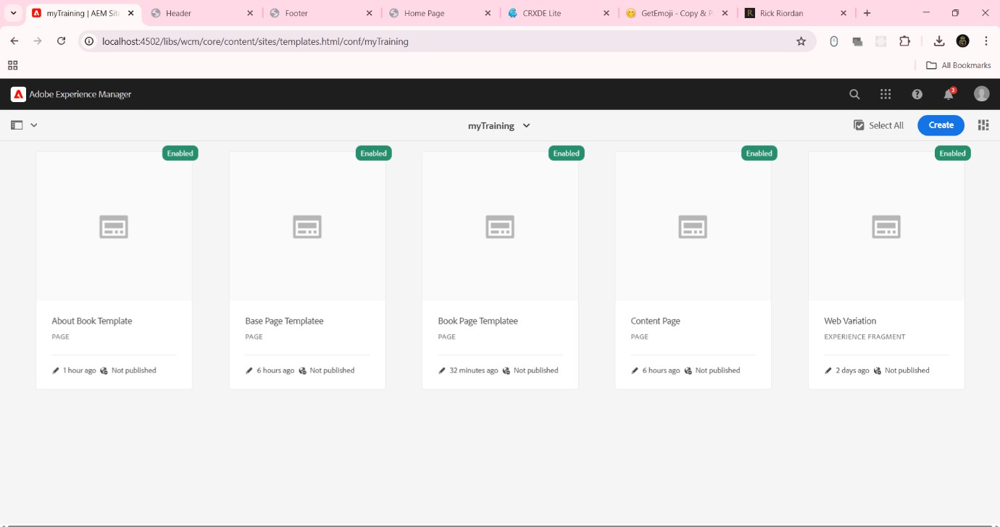 myTraining | AEM Sit
Header
Footer
Home Page
CRXDE Lite
GetEmoji - Copy & P
R
Rick Riordan
localhost:4502/libs/wcm/core/content/sites/templates.html/conf/myTraining
All Bookmarks
Adobe Experience Manager
2
myTraining
Select All
Create
Enabled
Enabled
Enabled
Enabled
Enabled
About Book Template
PAGE
1 hour ago Not published
Base Page Templatee
PAGE
6 hours ago Not published
Book Page Templatee
PAGE
32 minutes ago Not published
Content Page
PAGE
6 hours ago Not published
Web Variation
EXPERIENCE FRAGMENT
2 days ago Not published